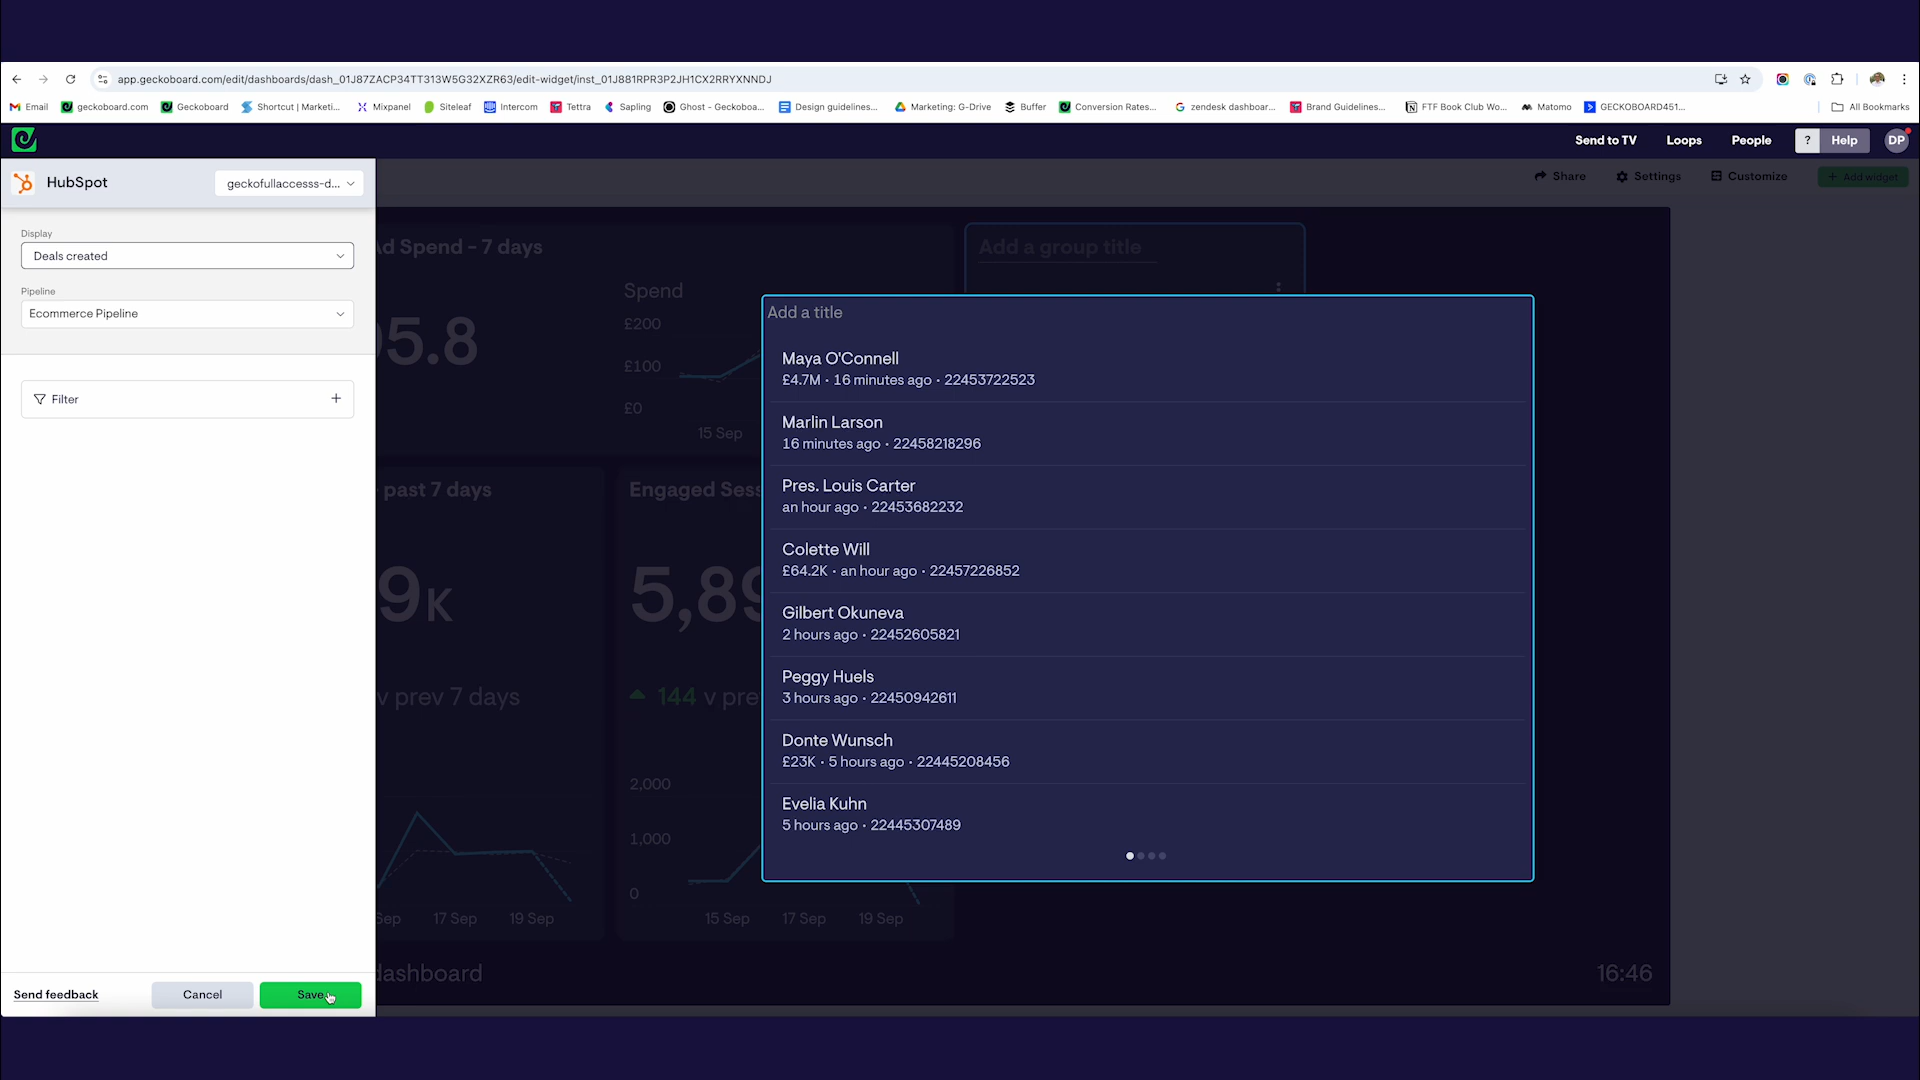 app.geckoboard.com/edit/dashboards/dash_01J87ZACP34TT313W5G32XZR63/edit-widget/inst_01J881RPR3P2JH1CX2RRYXNNDJ
Email geckoboard.com Geckoboard Shortcut | Marketi... Mixpanel Siteleaf Intercom Tettra Sapling Ghost - Geckoboa... Design guidelines... Marketing: G-Drive Buffer Conversion Rates... zendesk dashboar... Brand Guidelines... FTF Book Club Wo... Matomo GECKOBOARD451... All Bookmarks
Send to TV Loops People ? Help DP
HubSpot geckofullaccesss-d...
Share Settings Customize + Add widget
Display
Deals created
Pipeline
Ecommerce Pipeline
Filter +
Send feedback Cancel Save
Ad Spend - 7 days
Add a group title
Spend
£200
£100
£0
15 Sep
95.8
past 7 days
Engaged Sess
9K
5,89
v prev 7 days
144 v pre
2,000
1,000
0
Sep 17 Sep 19 Sep
15 Sep 17 Sep 19 Sep
dashboard
16:46
Add a title
Maya O'Connell
£4.7M · 16 minutes ago · 22453722523
Marlin Larson
16 minutes ago · 22458218296
Pres. Louis Carter
an hour ago · 22453682232
Colette Will
£64.2K · an hour ago · 22457226852
Gilbert Okuneva
2 hours ago · 22452605821
Peggy Huels
3 hours ago · 22450942611
Donte Wunsch
£23K · 5 hours ago · 22445208456
Evelia Kuhn
5 hours ago · 22445307489